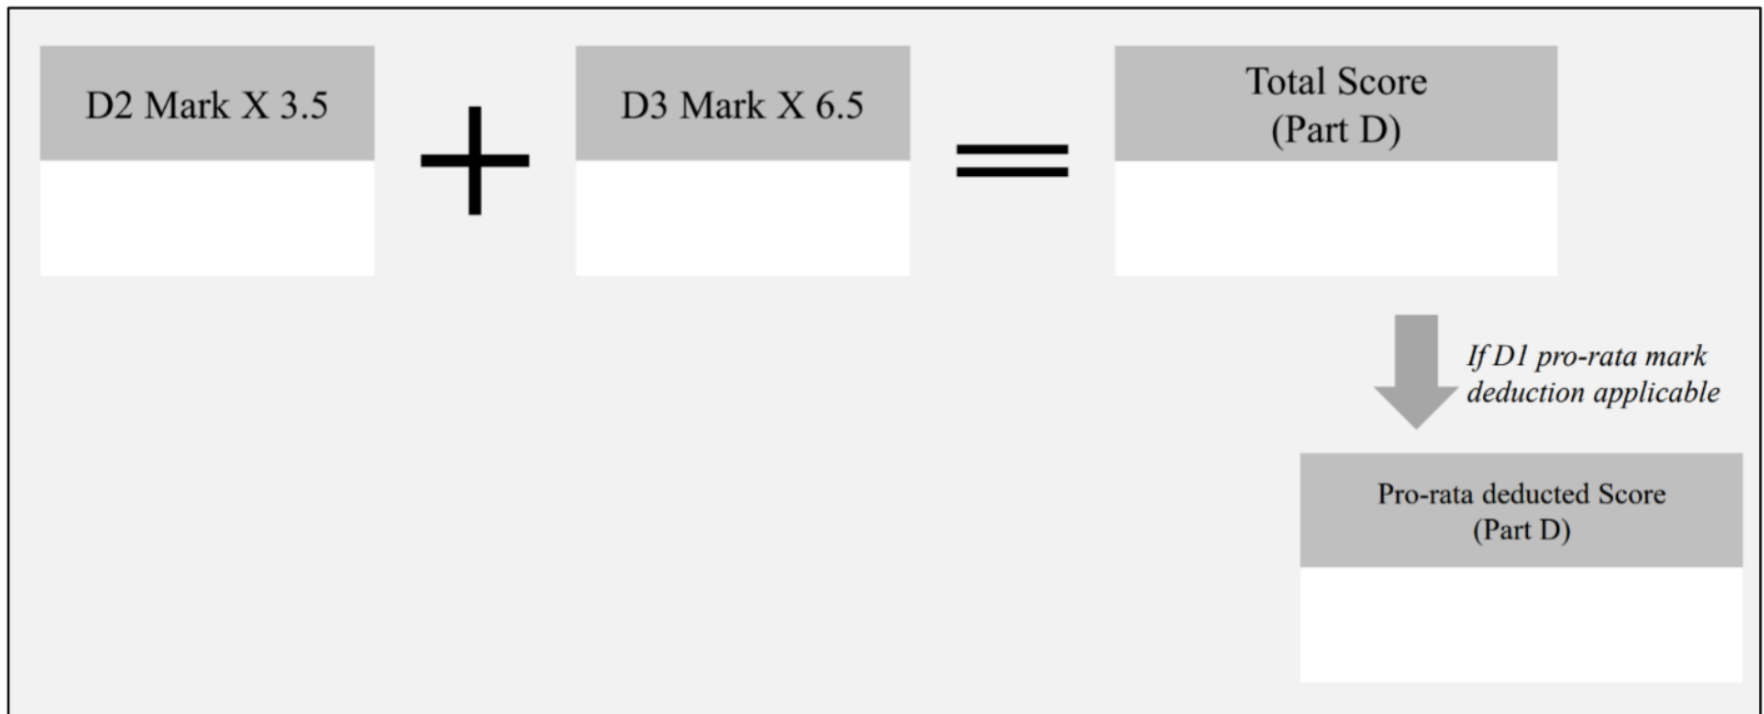 D2 Mark X 3.5
D3 Mark X 6.5
Total Score
(Part D)
If D1 pro-rata mark
deduction applicable
Pro-rata deducted Score
(Part D)